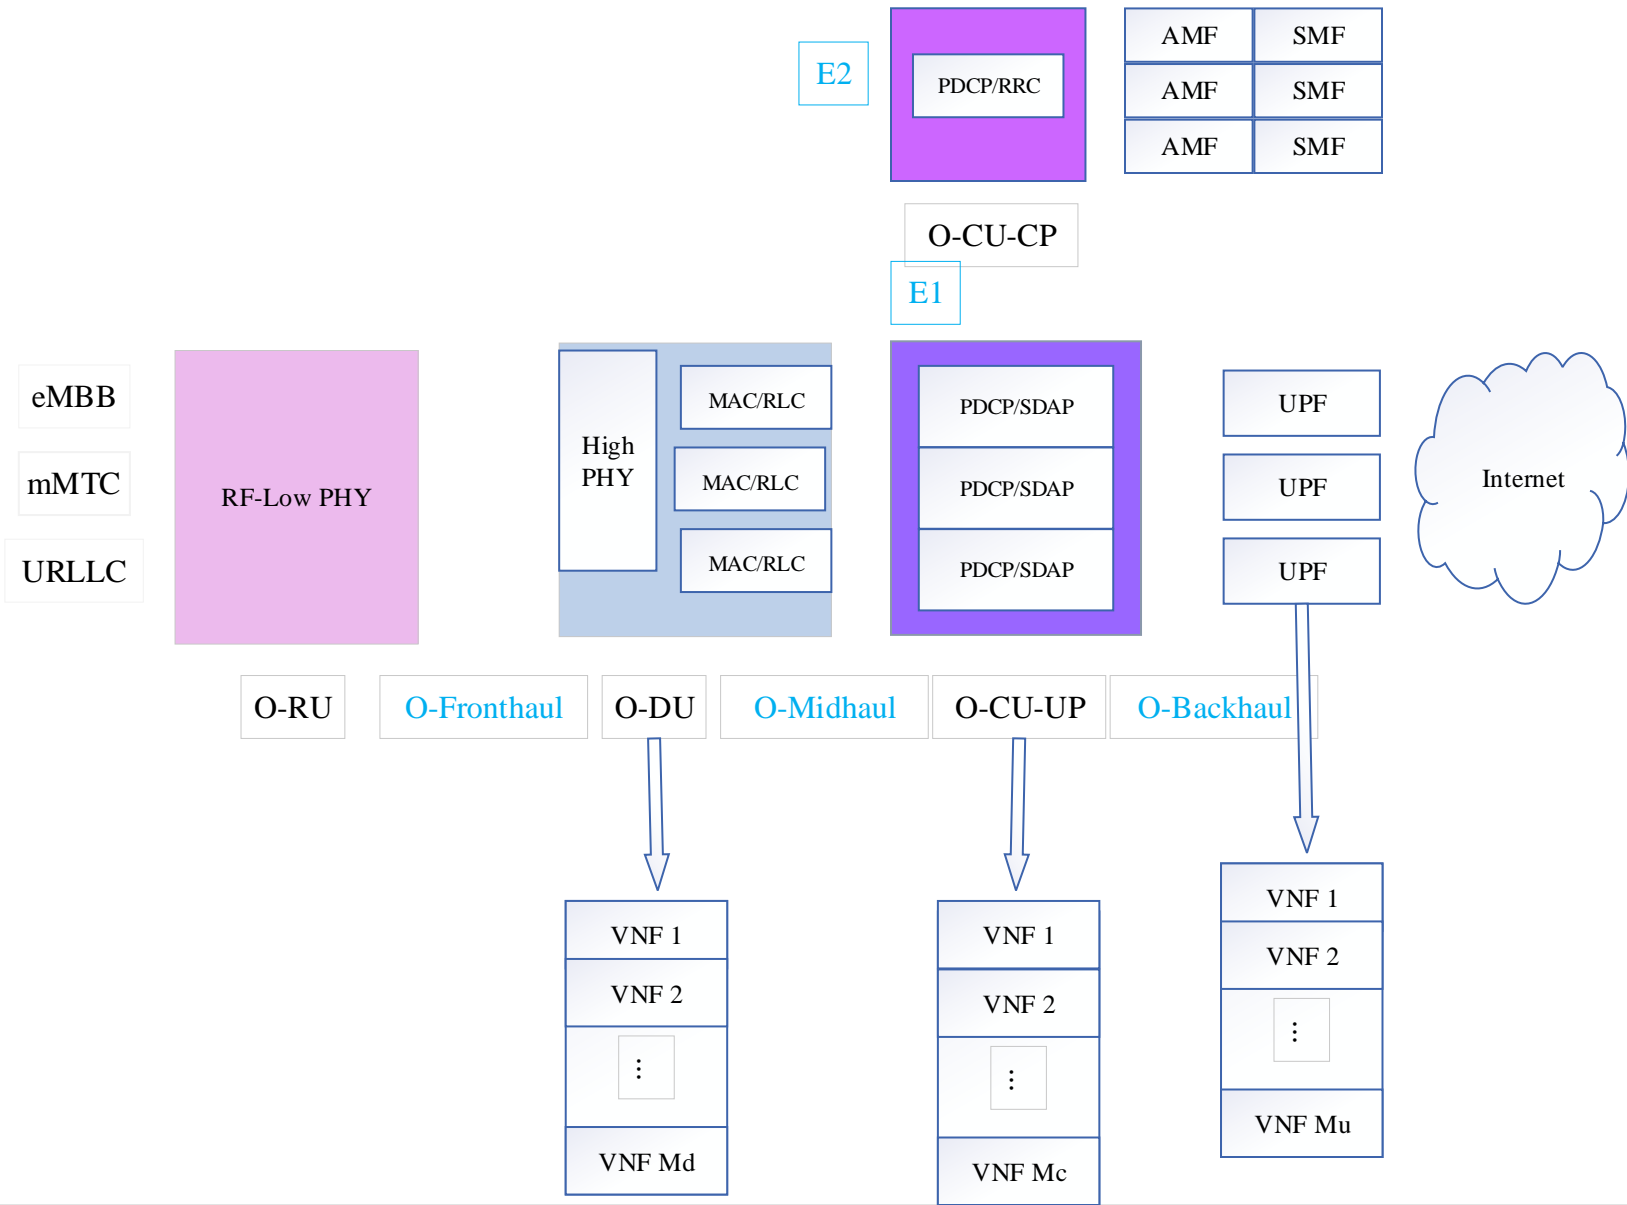 AMF
SMF
E2
PDCP/RRC
AMF
SMF
AMF
SMF
O-CU-CP
E1
eMBB
mMTC
URLLC
RF-Low PHY
High
PHY
MAC/RLC
MAC/RLC
MAC/RLC
PDCP/SDAP
PDCP/SDAP
PDCP/SDAP
UPF
UPF
UPF
Internet
O-RU
O-Fronthaul
O-DU
O-Midhaul
O-CU-UP
O-Backhaul
VNF 1
VNF 2
...
VNF Md
VNF 1
VNF 2
...
VNF Mc
VNF 1
VNF 2
...
VNF Mu